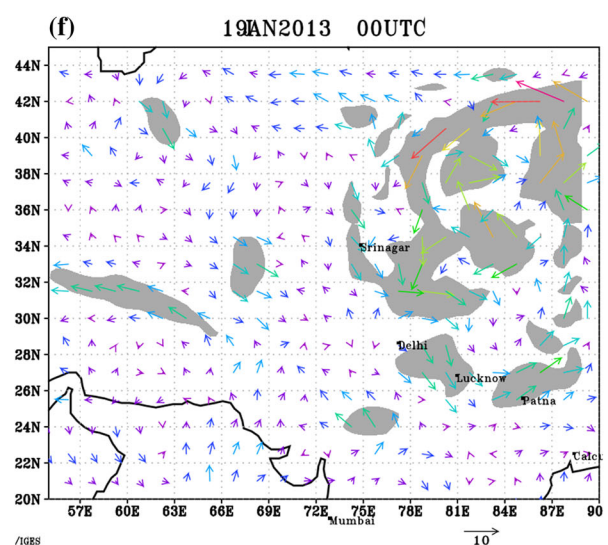 (f) 19JAN2013 00UTC
44N
42N
40N
38N
36N
34N
Srinagar
32N
30N
28N
Delhi
Lucknow
26N
Patna
24N
22N
Calcu
20N
57E 60E 63E 66E 69E 72E 75E 78E 81E 84E 87E 90
Mumbai
/IGES
10